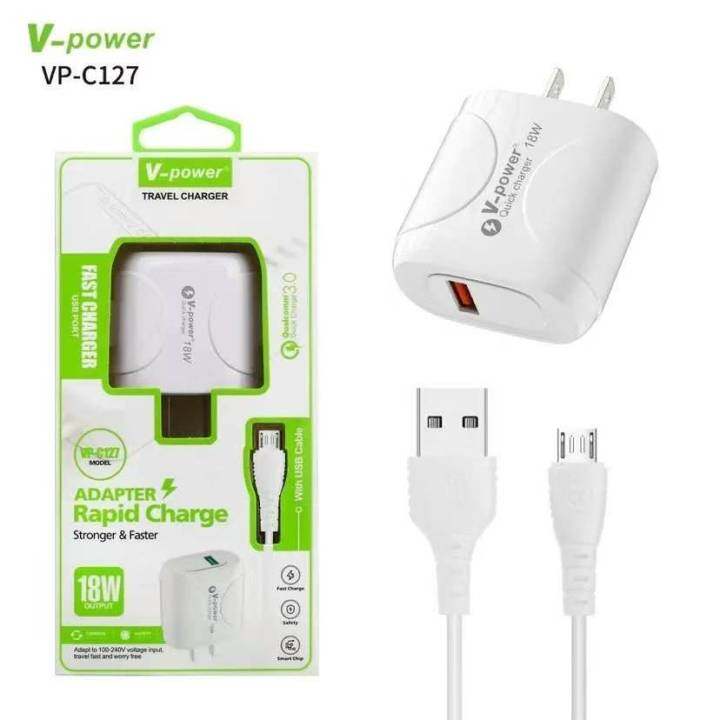 V-power
VP-C127
V-power®
TRAVEL CHARGER
FAST CHARGER
USB PORT
V-power®
Quick charger 18W
Qualcomm®
Quick Charge 3.0
VP-C127
MODEL
With USB Cable
ADAPTER
Rapid Charge
Stronger & Faster
18W
OUTPUT
V-power
Fast Charge
Safety
Smart Chip
Adapt to 100-240V voltage input,
travel fast and worry free
V-power®
Quick charger 18W